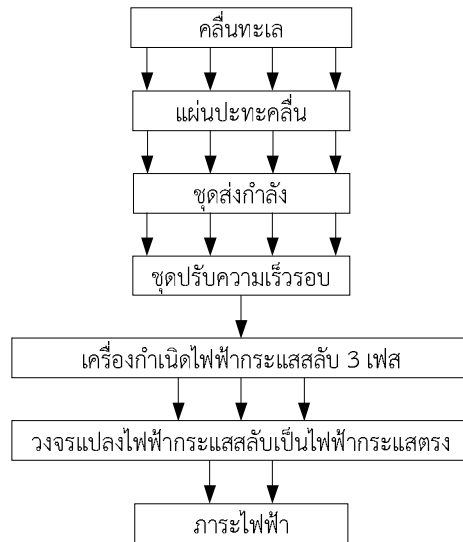 คลื่นทะเล
แผ่นปะทะคลื่น
ชุดส่งกำลัง
ชุดปรับความเร็วรอบ
เครื่องกำเนิดไฟฟ้ากระแสสลับ 3 เฟส
วงจรแปลงไฟฟ้ากระแสสลับเป็นไฟฟ้ากระแสตรง
ภาระไฟฟ้า